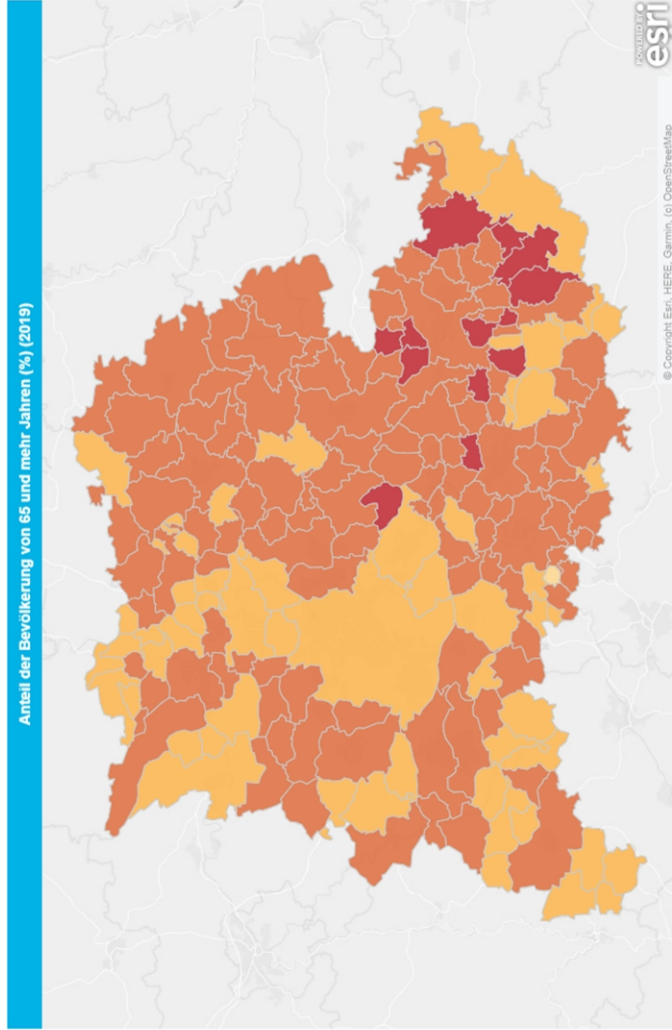 Anteil der Bevölkerung von 65 und mehr Jahren (%) (2019)
POWERED BY
esri
© Copyright Esri, HERE, Garmin, (c) OpenStreetMap